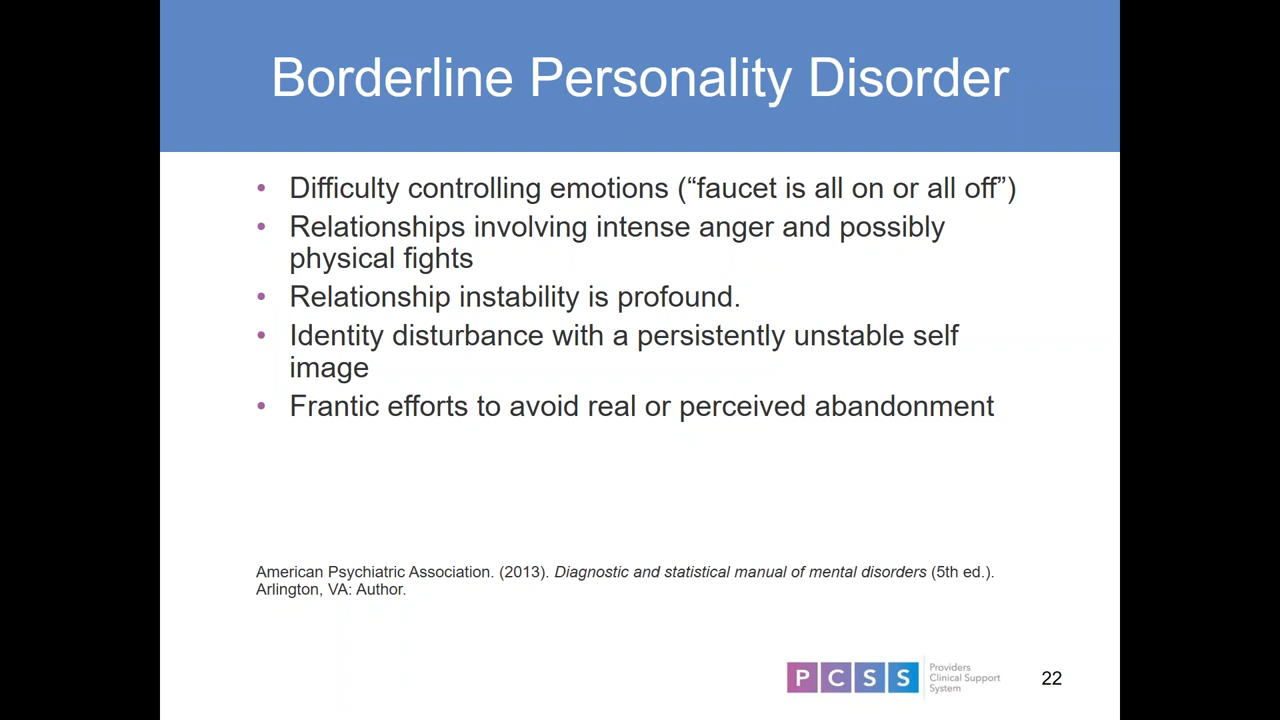 Borderline Personality Disorder
• Difficulty controlling emotions (“faucet is all on or all off”)
• Relationships involving intense anger and possibly
physical fights
• Relationship instability is profound.
• Identity disturbance with a persistently unstable self
image
• Frantic efforts to avoid real or perceived abandonment
American Psychiatric Association. (2013). Diagnostic and statistical manual of mental disorders (5th ed.).
Arlington, VA: Author.
PCSS
Providers
Clinical Support
System
22